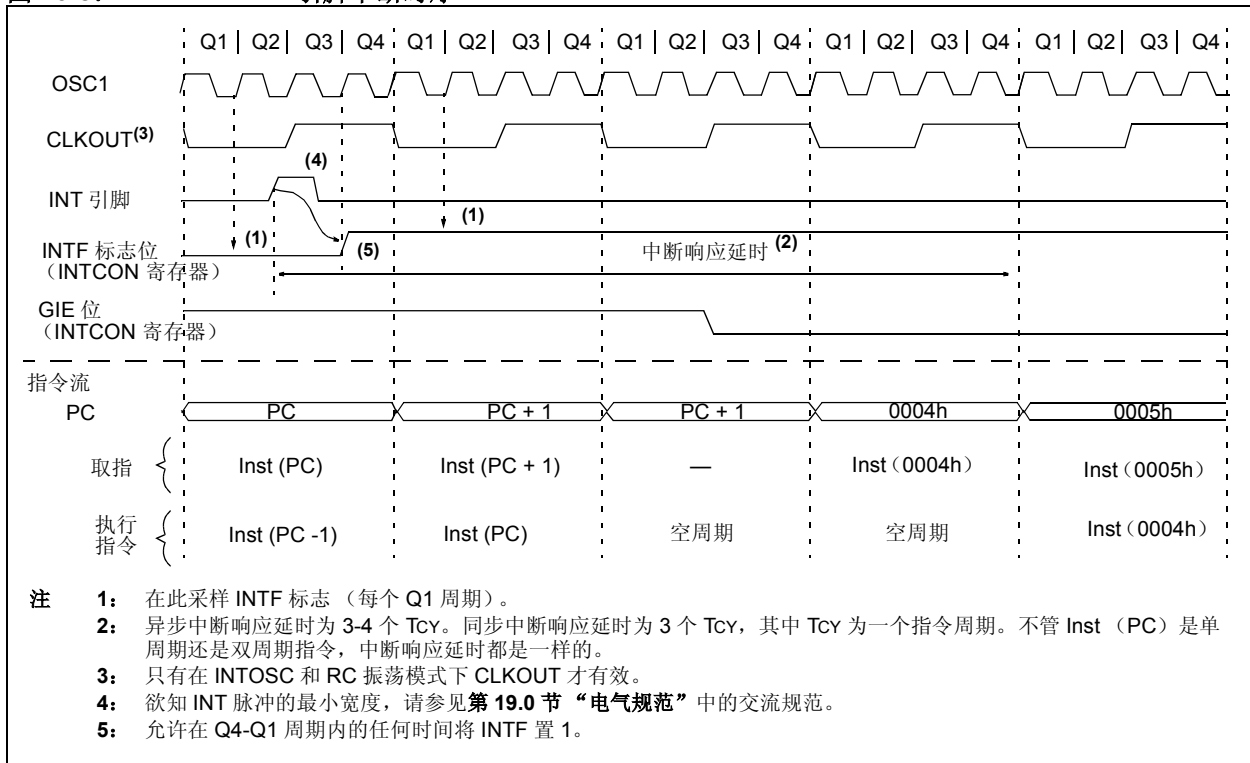 Q1 | Q2 | Q3 | Q4 Q1 | Q2 | Q3 | Q4 Q1 | Q2 | Q3 | Q4 Q1 | Q2 | Q3 | Q4 Q1 | Q2 | Q3 | Q4
OSC1
CLKOUT(3)
(4)
INT 引脚
(1)
(1)
(5)
INTF 标志位
（INTCON 寄存器）
中断响应延时 (2)
GIE 位
（INTCON 寄存器）
指令流
PC PC PC + 1 PC + 1 0004h 0005h
取指 Inst (PC) Inst (PC + 1) — Inst（0004h） Inst（0005h）
执行
指令 Inst (PC -1) Inst (PC) 空周期 空周期 Inst（0004h）
注 1： 在此采样 INTF 标志 （每个 Q1 周期）。
2： 异步中断响应延时为 3-4 个 TCY。同步中断响应延时为 3 个 TCY，其中 TCY 为一个指令周期。不管 Inst （PC）是单
周期还是双周期指令，中断响应延时都是一样的。
3： 只有在 INTOSC 和 RC 振荡模式下 CLKOUT 才有效。
4： 欲知 INT 脉冲的最小宽度，请参见第 19.0 节 “电气规范”中的交流规范。
5： 允许在 Q4-Q1 周期内的任何时间将 INTF 置 1。